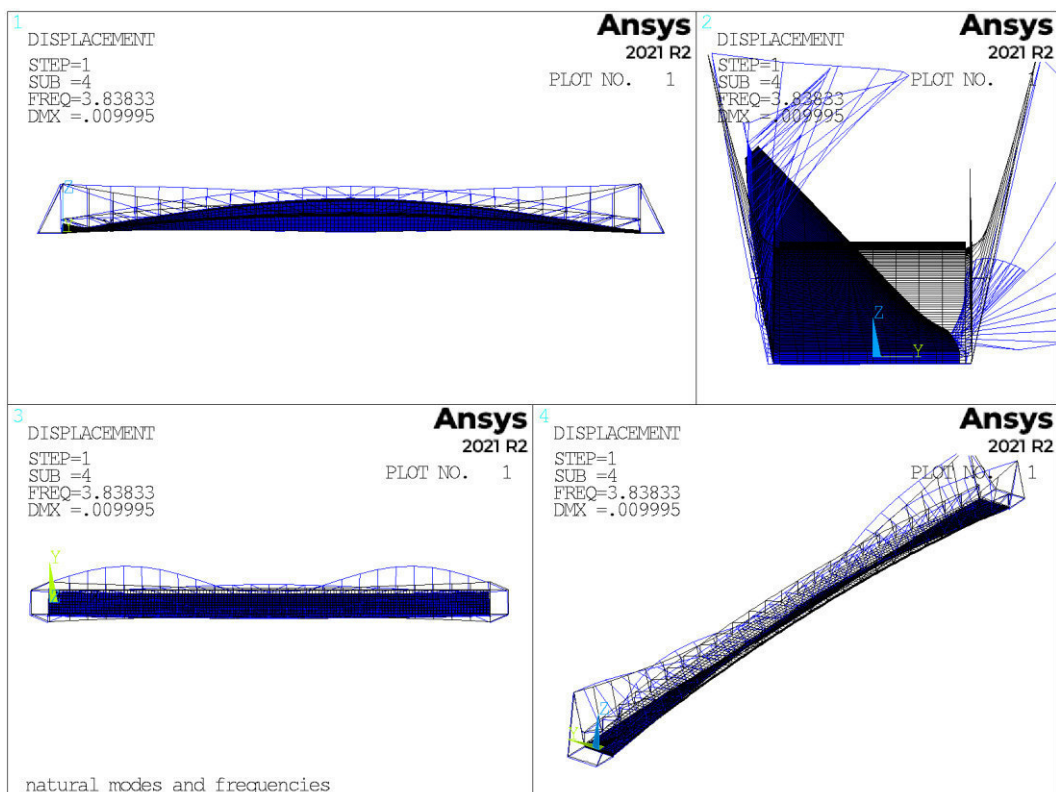 1
DISPLACEMENT
STEP=1
SUB =4
FREQ=3.83833
DMX =.009995
Ansys
2021 R2
PLOT NO. 1
Z
2
DISPLACEMENT
STEP=1
SUB =4
FREQ=3.83833
DMX =.009995
Ansys
2021 R2
PLOT NO. 1
Z
Y
3
DISPLACEMENT
STEP=1
SUB =4
FREQ=3.83833
DMX =.009995
Ansys
2021 R2
PLOT NO. 1
Y
natural modes and frequencies
4
DISPLACEMENT
STEP=1
SUB =4
FREQ=3.83833
DMX =.009995
Ansys
2021 R2
PLOT NO. 1
Z
Y